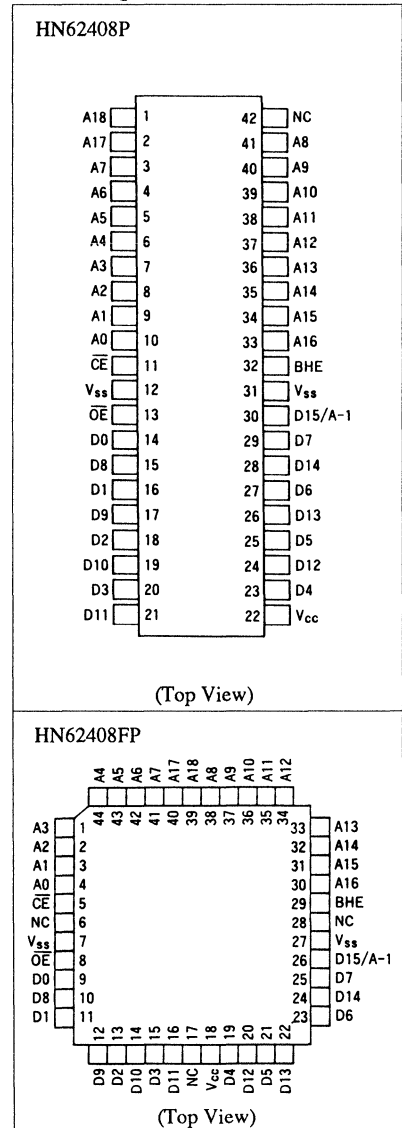 HN62408P
A18 1 42 NC
A17 2 41 A8
A7 3 40 A9
A6 4 39 A10
A5 5 38 A11
A4 6 37 A12
A3 7 36 A13
A2 8 35 A14
A1 9 34 A15
A0 10 33 A16
CE 11 32 BHE
Vss 12 31 Vss
OE 13 30 D15/A-1
D0 14 29 D7
D8 15 28 D14
D1 16 27 D6
D9 17 26 D13
D2 18 25 D5
D10 19 24 D12
D3 20 23 D4
D11 21 22 Vcc
(Top View)
HN62408FP
A4 A5 A6 A7 A17 A18 A8 A9 A10 A11 A12
44 43 42 41 40 39 38 37 36 35 34
A3 1 33 A13
A2 2 32 A14
A1 3 31 A15
A0 4 30 A16
CE 5 29 BHE
NC 6 28 NC
Vss 7 27 Vss
OE 8 26 D15/A-1
D0 9 25 D7
D8 10 24 D14
D1 11 23 D6
12 13 14 15 16 17 18 19 20 21 22
D9 D2 D10 D3 D11 NC Vcc D4 D12 D5 D13
(Top View)